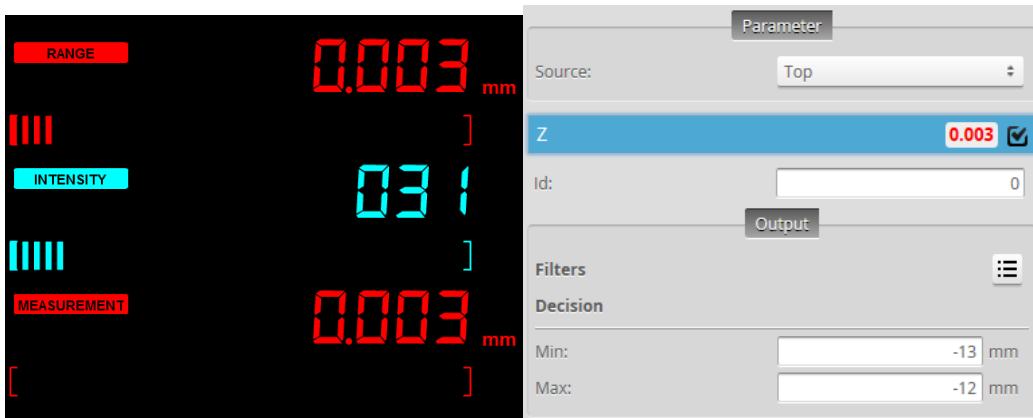 RANGE
0.003 mm
INTENSITY
031
MEASUREMENT
0.003 mm
Parameter
Source: Top
Z 0.003
Id: 0
Output
Filters
Decision
Min: -13 mm
Max: -12 mm